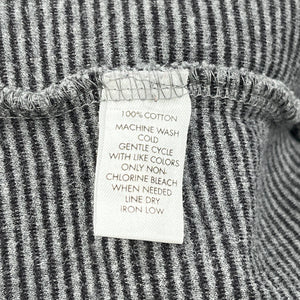 100% COTTON
MACHINE WASH
COLD
GENTLE CYCLE
WITH LIKE COLORS
ONLY NON-
CHLORINE BLEACH
WHEN NEEDED
LINE DRY
IRON LOW